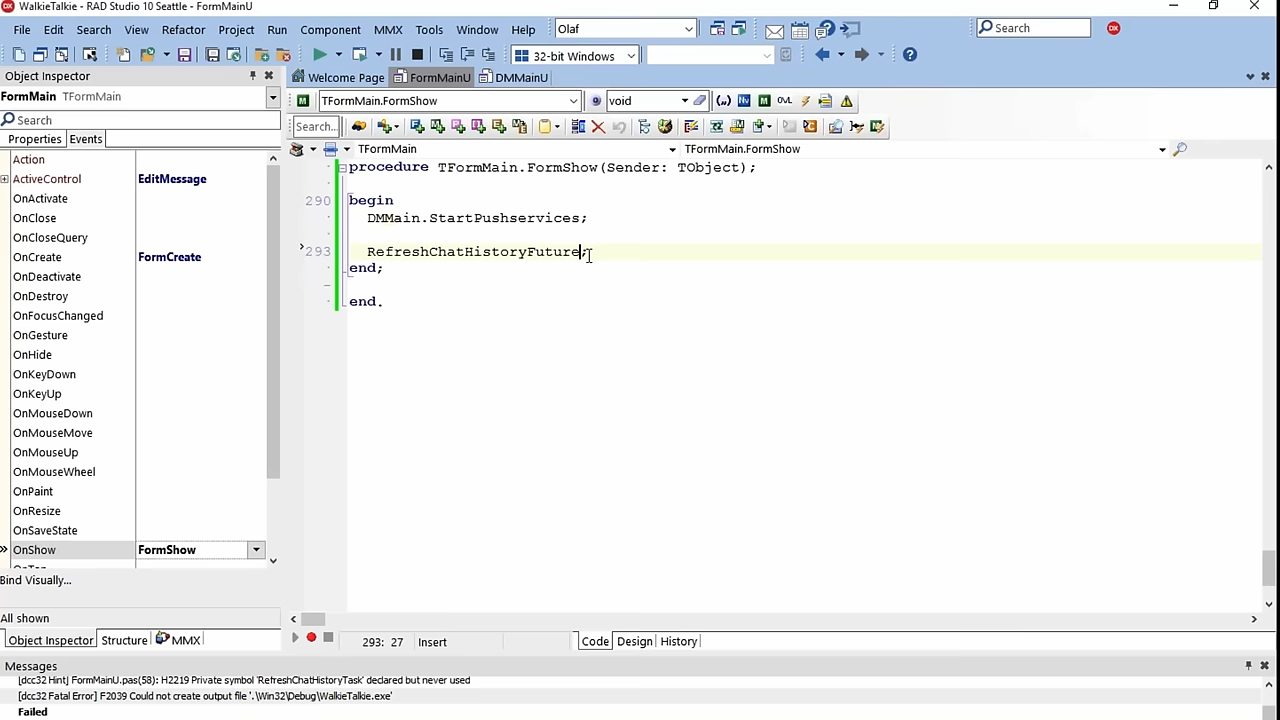 WalkieTalkie - RAD Studio 10 Seattle - FormMainU
File Edit Search View Refactor Project Run Component MMX Tools Window Help Olaf Search
32-bit Windows
Object Inspector
Welcome Page FormMainU DMMainU
FormMain TFormMain
TFormMain.FormShow void
Search
Search...
Properties Events
TFormMain TFormMain.FormShow
Action
ActiveControl EditMessage
OnActivate
OnClose
OnCloseQuery
OnCreate FormCreate
OnDeactivate
OnDestroy
OnFocusChanged
OnGesture
OnHide
OnKeyDown
OnKeyUp
OnMouseDown
OnMouseMove
OnMouseUp
OnMouseWheel
OnPaint
OnResize
OnSaveState
OnShow FormShow
procedure TFormMain.FormShow(Sender: TObject);
290 begin
DMMain.StartPushservices;
293 RefreshChatHistoryFuture;
end;
end.
Bind Visually...
All shown
Object Inspector Structure MMX
293: 27 Insert Code Design History
Messages
[dcc32 Hint] FormMainU.pas(58): H2219 Private symbol 'RefreshChatHistoryTask' declared but never used
[dcc32 Fatal Error] F2039 Could not create output file '.\Win32\Debug\WalkieTalkie.exe'
Failed